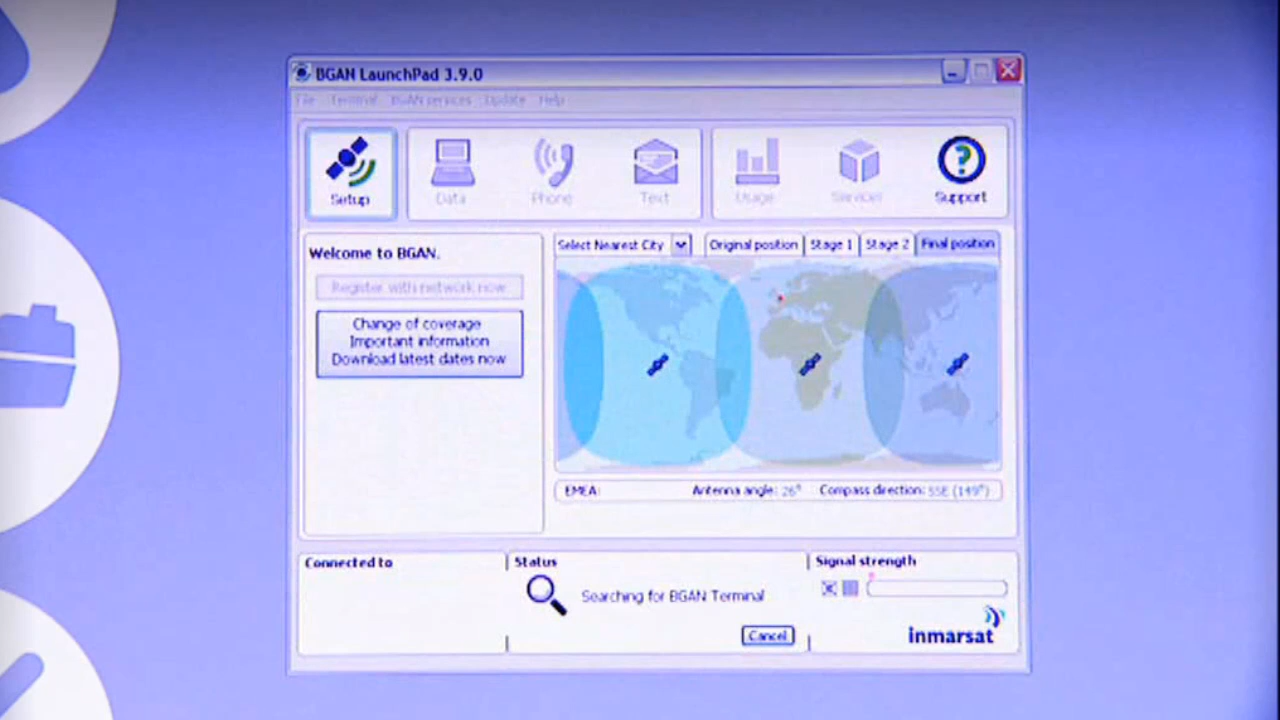 BGAN LaunchPad 3.9.0
File Terminal BGAN services Update Help
Setup
Data
Phone
Text
Usage
Services
Support
Welcome to BGAN.
Register with network now
Change of coverage
Important information
Download latest dates now
Select Nearest City
Original position
Stage 1
Stage 2
Final position
EMEA:
Antenna angle: 26°
Compass direction: SSE (149°)
Connected to
Status
Searching for BGAN Terminal
Cancel
Signal strength
inmarsat